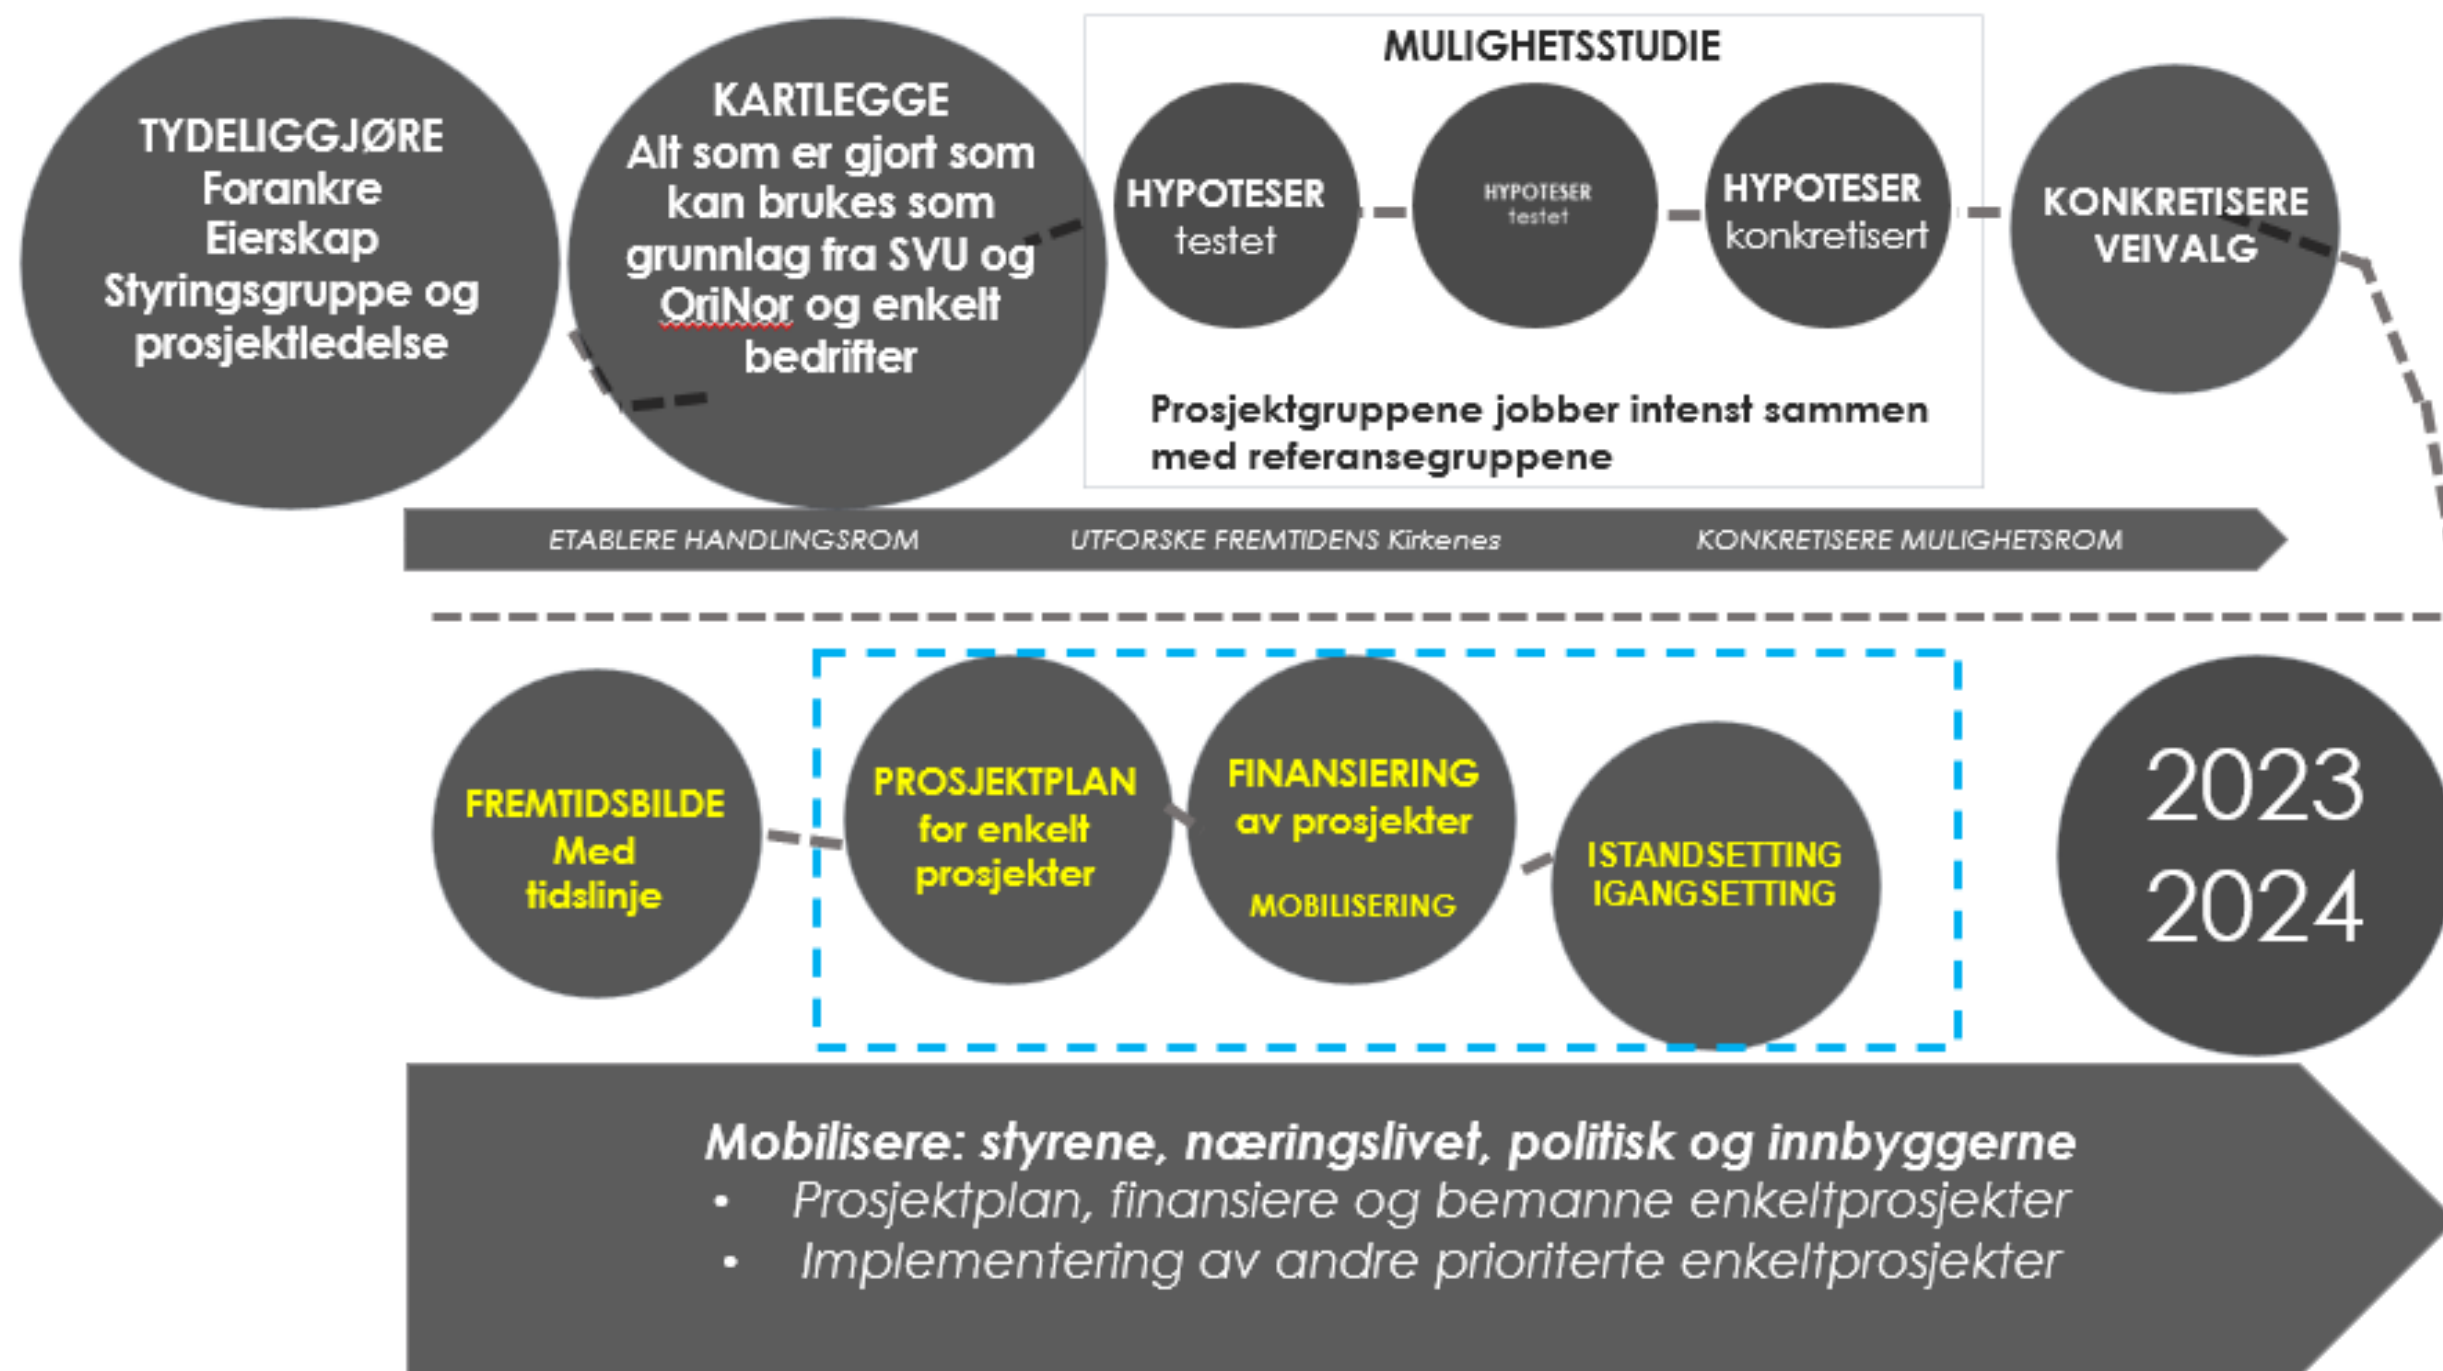 TYDELIGGJØRE
Forankre
Eierskap
Styringsgruppe og
prosjektledelse
KARTLEGGE
Alt som er gjort som
kan brukes som
grunnlag fra SVU og
OriNor og enkelt
bedrifter
MULIGHETSSTUDIE
HYPOTESER
testet
HYPOTESER
testet
HYPOTESER
konkretisert
Prosjektgruppene jobber intenst sammen
med referansegruppene
KONKRETISERE
VEIVALG
ETABLERE HANDLINGSROM
UTFORSKE FREMTIDENS Kirkenes
KONKRETISERE MULIGHETSROM
FREMTIDSBILDE
Med
tidslinje
PROSJEKTPLAN
for enkelt
prosjekter
FINANSIERING
av prosjekter
MOBILISERING
ISTANDSETTING
IGANGSETTING
2023
2024
Mobilisere: styrene, næringslivet, politisk og innbyggerne
• Prosjektplan, finansiere og bemanne enkeltprosjekter
• Implementering av andre prioriterte enkeltprosjekter